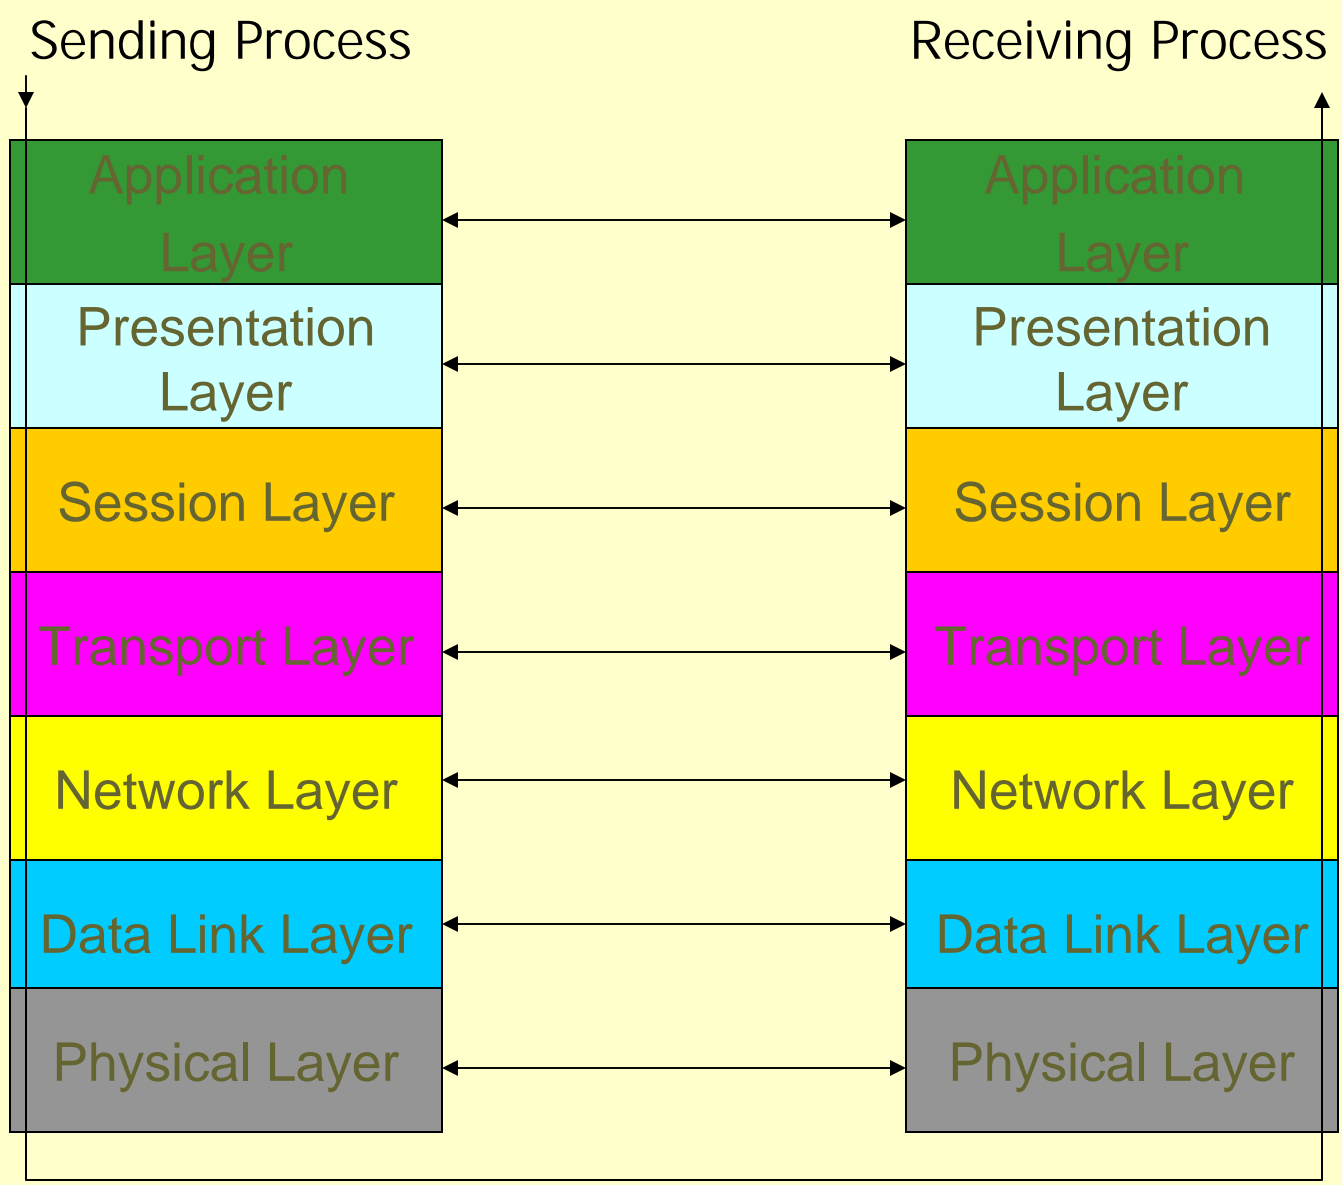 Sending Process
Receiving Process
Application
Layer
Presentation
Layer
Session Layer
Transport Layer
Network Layer
Data Link Layer
Physical Layer
Application
Layer
Presentation
Layer
Session Layer
Transport Layer
Network Layer
Data Link Layer
Physical Layer